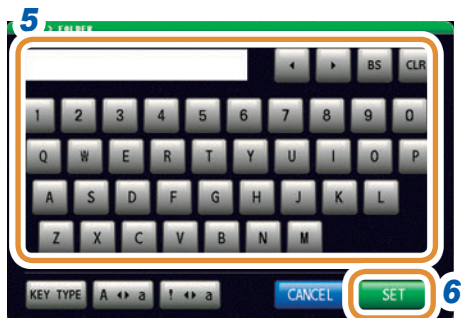 5
> FOLDER
◀ ▶ BS CLR
1 2 3 4 5 6 7 8 9 0
Q W E R T Y U I O P
A S D F G H J K L
Z X C V B N M
KEY TYPE A ◀▶ a ! ◀▶ a CANCEL SET 6